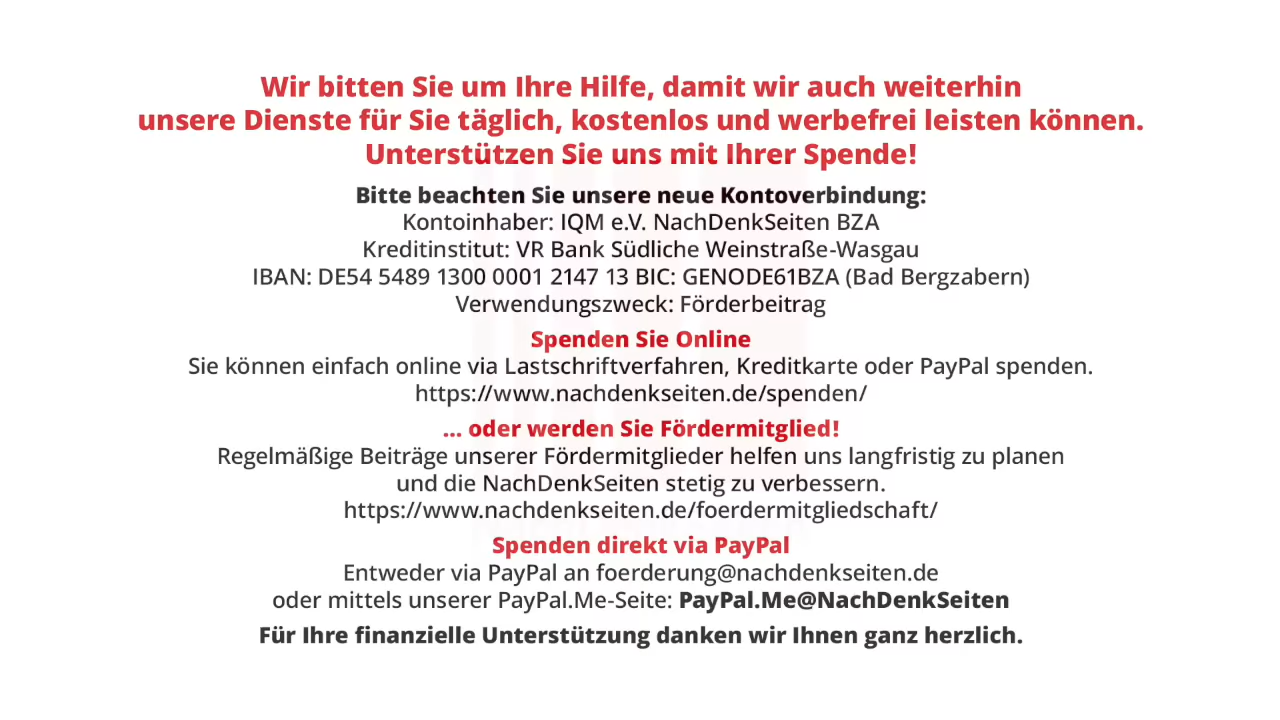 Wir bitten Sie um Ihre Hilfe, damit wir auch weiterhin
unsere Dienste für Sie täglich, kostenlos und werbefrei leisten können.
Unterstützen Sie uns mit Ihrer Spende!
Bitte beachten Sie unsere neue Kontoverbindung:
Kontoinhaber: IQM e.V. NachDenkSeiten BZA
Kreditinstitut: VR Bank Südliche Weinstraße-Wasgau
IBAN: DE54 5489 1300 0001 2147 13 BIC: GENODE61BZA (Bad Bergzabern)
Verwendungszweck: Förderbeitrag
Spenden Sie Online
Sie können einfach online via Lastschriftverfahren, Kreditkarte oder PayPal spenden.
https://www.nachdenkseiten.de/spenden/
... oder werden Sie Fördermitglied!
Regelmäßige Beiträge unserer Fördermitglieder helfen uns langfristig zu planen
und die NachDenkSeiten stetig zu verbessern.
https://www.nachdenkseiten.de/foerdermitgliedschaft/
Spenden direkt via PayPal
Entweder via PayPal an foerderung@nachdenkseiten.de
oder mittels unserer PayPal.Me-Seite: PayPal.Me@NachDenkSeiten
Für Ihre finanzielle Unterstützung danken wir Ihnen ganz herzlich.